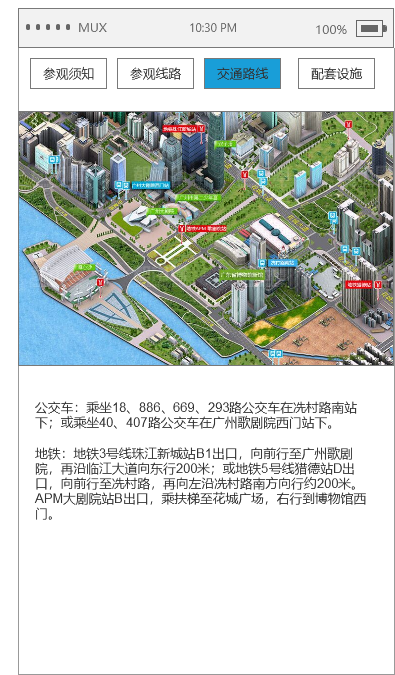 MUX 10:30 PM 100%
参观须知 参观线路 交通路线 配套设施
公交车：乘坐18、886、669、293路公交车在冼村路南站
下；或乘坐40、407路公交车在广州歌剧院西门站下。
地铁：地铁3号线珠江新城站B1出口，向前行至广州歌剧
院，再沿临江大道向东行200米；或地铁5号线猎德站D出
口，向前行至冼村路，再向左沿冼村路南方向行约200米。
APM大剧院站B出口，乘扶梯至花城广场，右行到博物馆西
门。